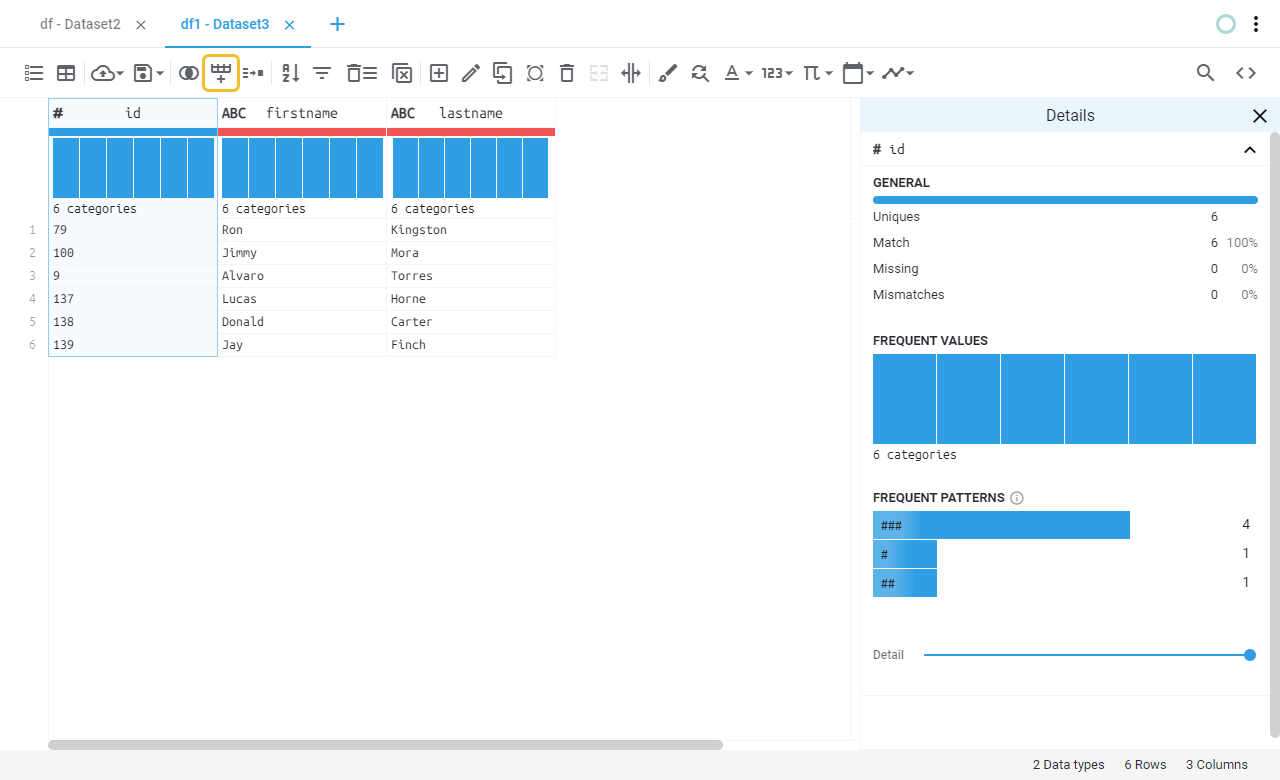 df - Dataset2
df1 - Dataset3
123
# id
ABC firstname
ABC lastname
6 categories
6 categories
6 categories
1 79 Ron Kingston
2 100 Jimmy Mora
3 9 Alvaro Torres
4 137 Lucas Horne
5 138 Donald Carter
6 139 Jay Finch
Details
# id
GENERAL
Uniques 6
Match 6 100%
Missing 0 0%
Mismatches 0 0%
FREQUENT VALUES
6 categories
FREQUENT PATTERNS
### 4
# 1
## 1
Detail
2 Data types 6 Rows 3 Columns